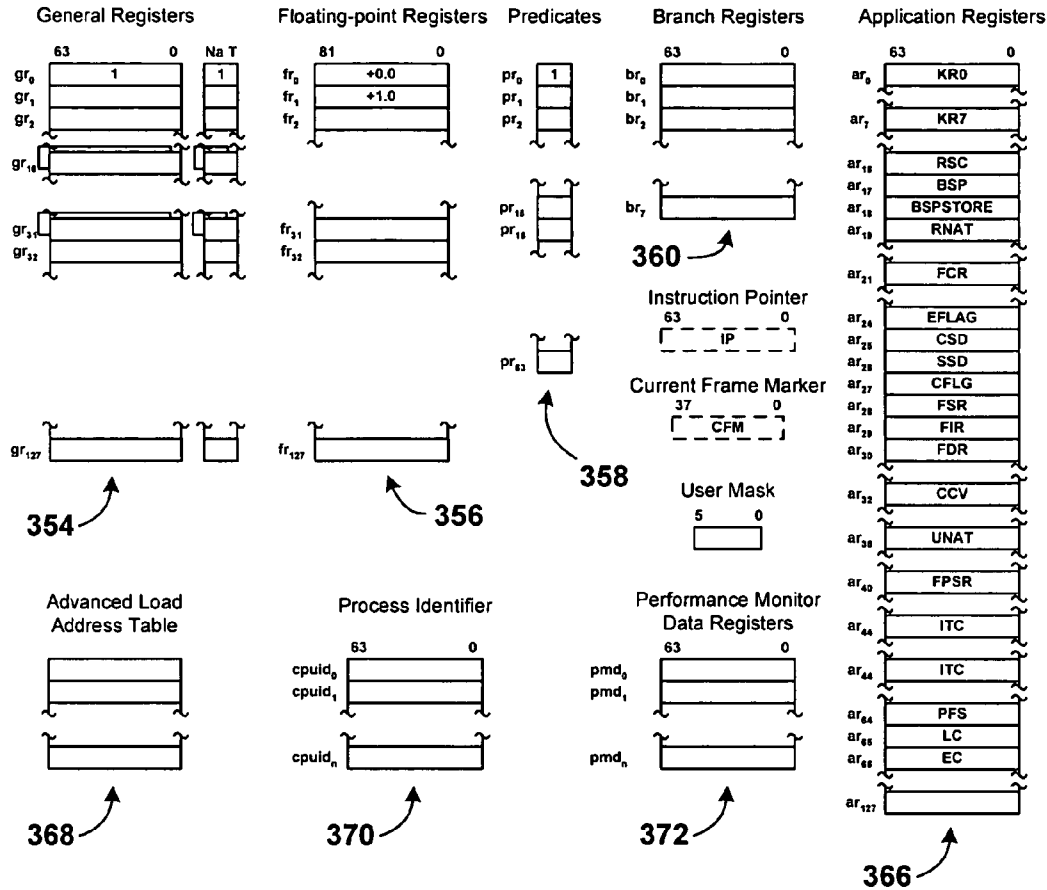 General Registers
63 0 Na T
gr0 1 1
gr1
gr2
gr16
gr31
gr32
gr127
354
Floating-point Registers
81 0
fr0 +0.0
fr1 +1.0
fr2
fr31
fr32
fr127
356
Predicates
pr0 1
pr1
pr2
pr15
pr16
pr63
358
Branch Registers
63 0
br0
br1
br2
br7
360
Instruction Pointer
63 0
IP
Current Frame Marker
37 0
CFM
User Mask
5 0
Application Registers
63 0
ar0 KR0
ar7 KR7
ar16 RSC
ar17 BSP
ar18 BSPSTORE
ar19 RNAT
ar21 FCR
ar24 EFLAG
ar25 CSD
ar26 SSD
ar27 CFLG
ar28 FSR
ar29 FIR
ar30 FDR
ar32 CCV
ar36 UNAT
ar40 FPSR
ar44 ITC
ar44 ITC
ar64 PFS
ar65 LC
ar66 EC
ar127
366
Advanced Load
Address Table
368
Process Identifier
63 0
cpuid0
cpuid1
cpuidn
370
Performance Monitor
Data Registers
63 0
pmd0
pmd1
pmdn
372